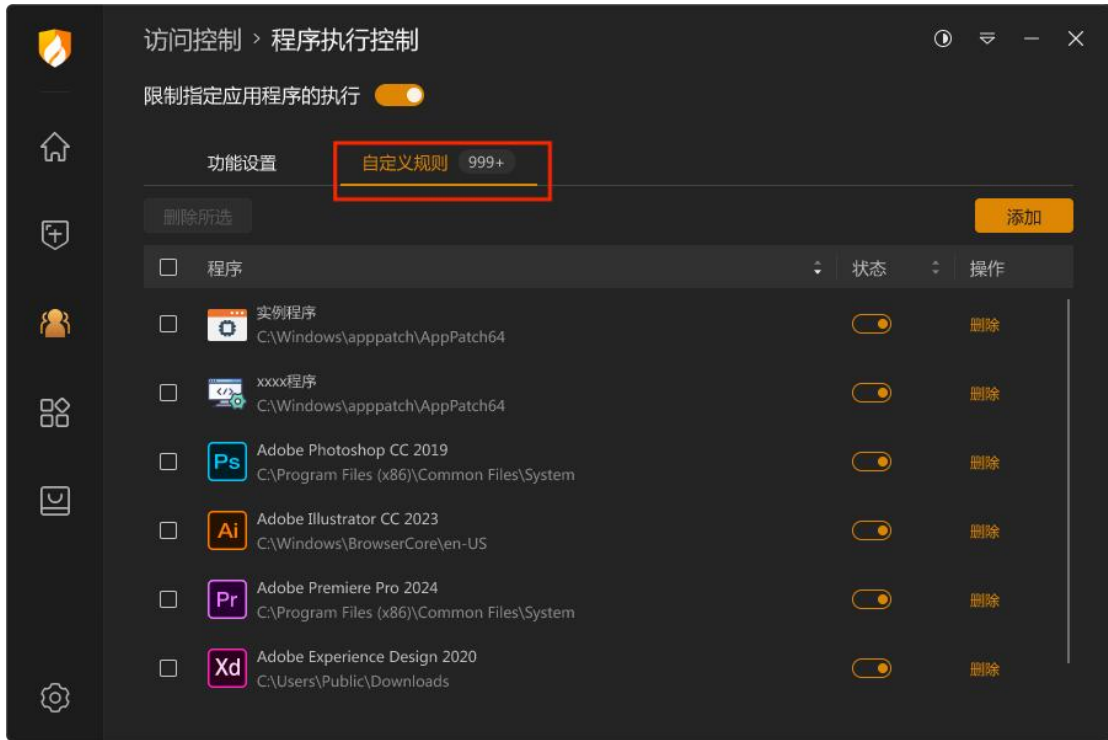 访问控制 > 程序执行控制
限制指定应用程序的执行
功能设置 自定义规则 999+
删除所选 添加
程序 状态 操作
实例程序
C:\Windows\apppatch\AppPatch64
删除
xxxx程序
C:\Windows\apppatch\AppPatch64
删除
Ps
Adobe Photoshop CC 2019
C:\Program Files (x86)\Common Files\System
删除
Ai
Adobe Illustrator CC 2023
C:\Windows\BrowserCore\en-US
删除
Pr
Adobe Premiere Pro 2024
C:\Program Files (x86)\Common Files\System
删除
Xd
Adobe Experience Design 2020
C:\Users\Public\Downloads
删除